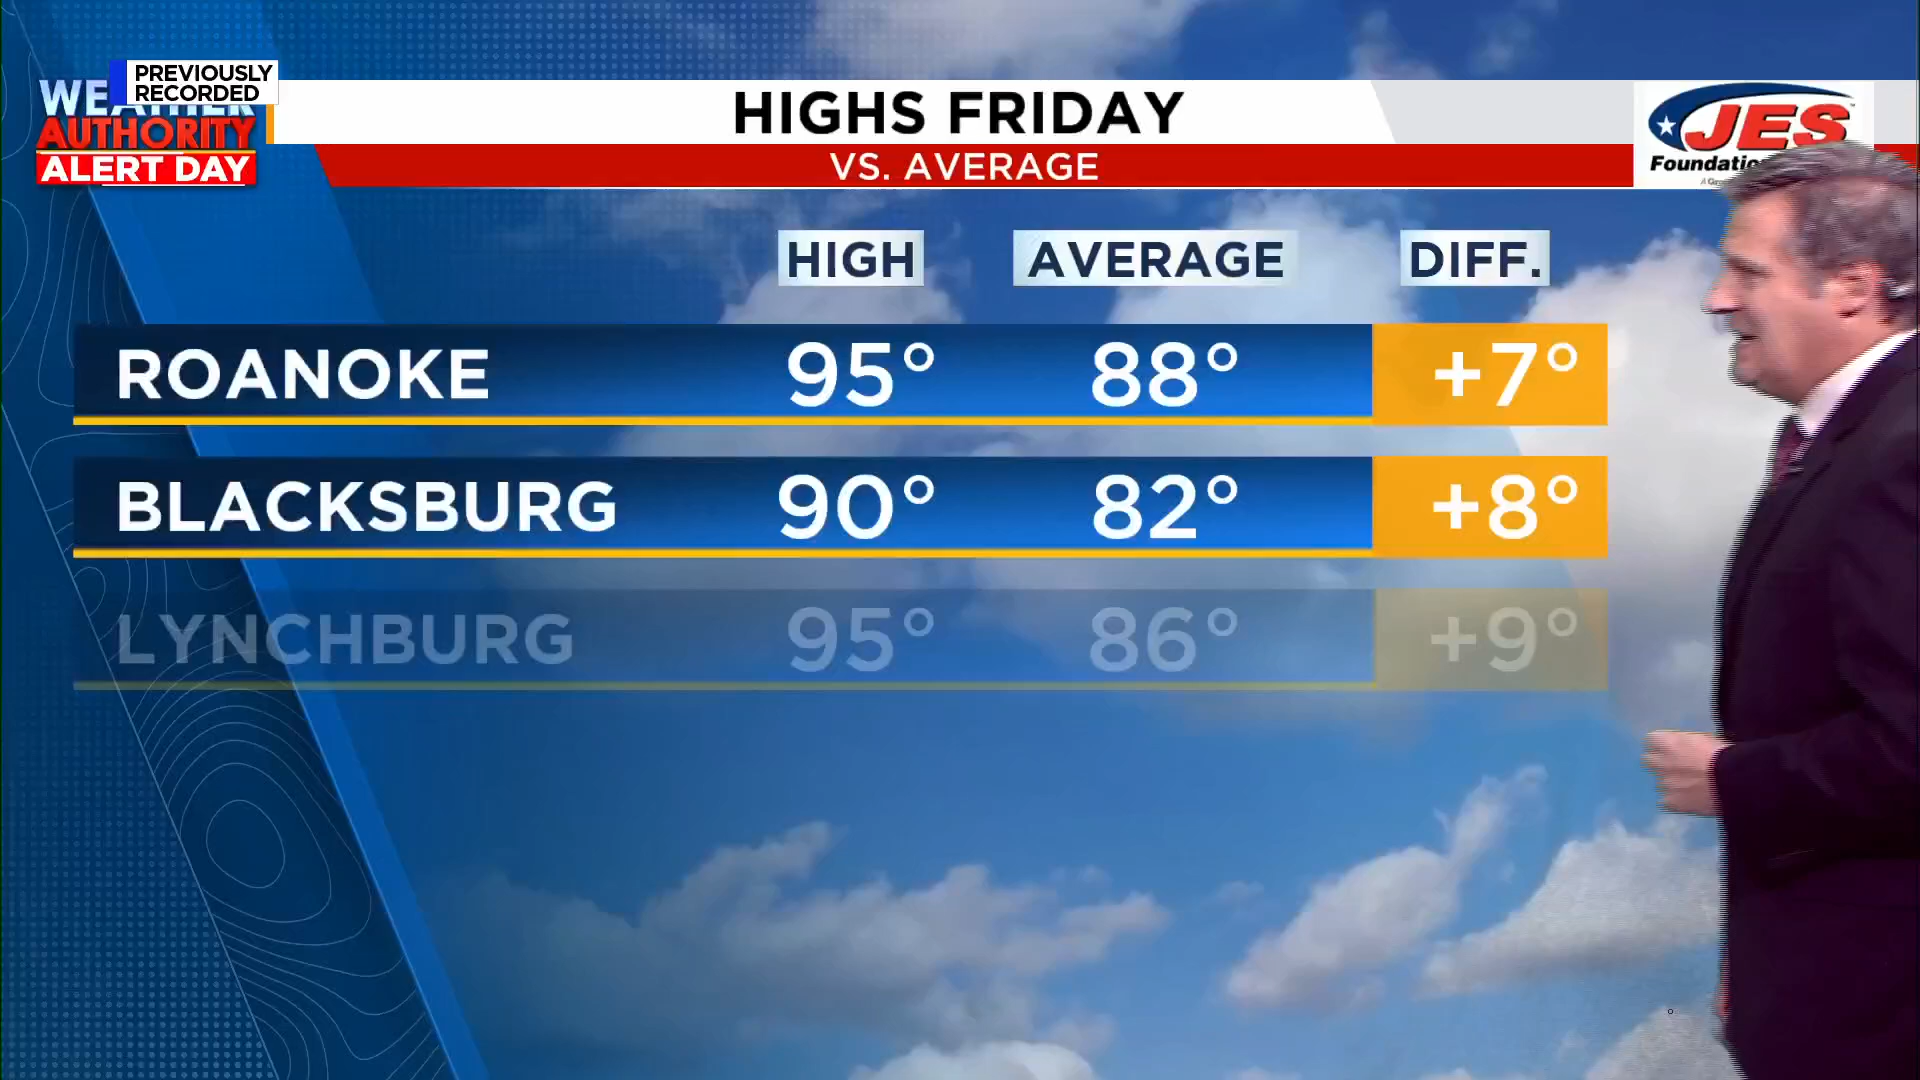 PREVIOUSLY
RECORDED
WEATHER
AUTHORITY
ALERT DAY
HIGHS FRIDAY
VS. AVERAGE
JES
HIGH AVERAGE DIFF.
ROANOKE 95° 88° +7°
BLACKSBURG 90° 82° +8°
LYNCHBURG 95° 86° +9°